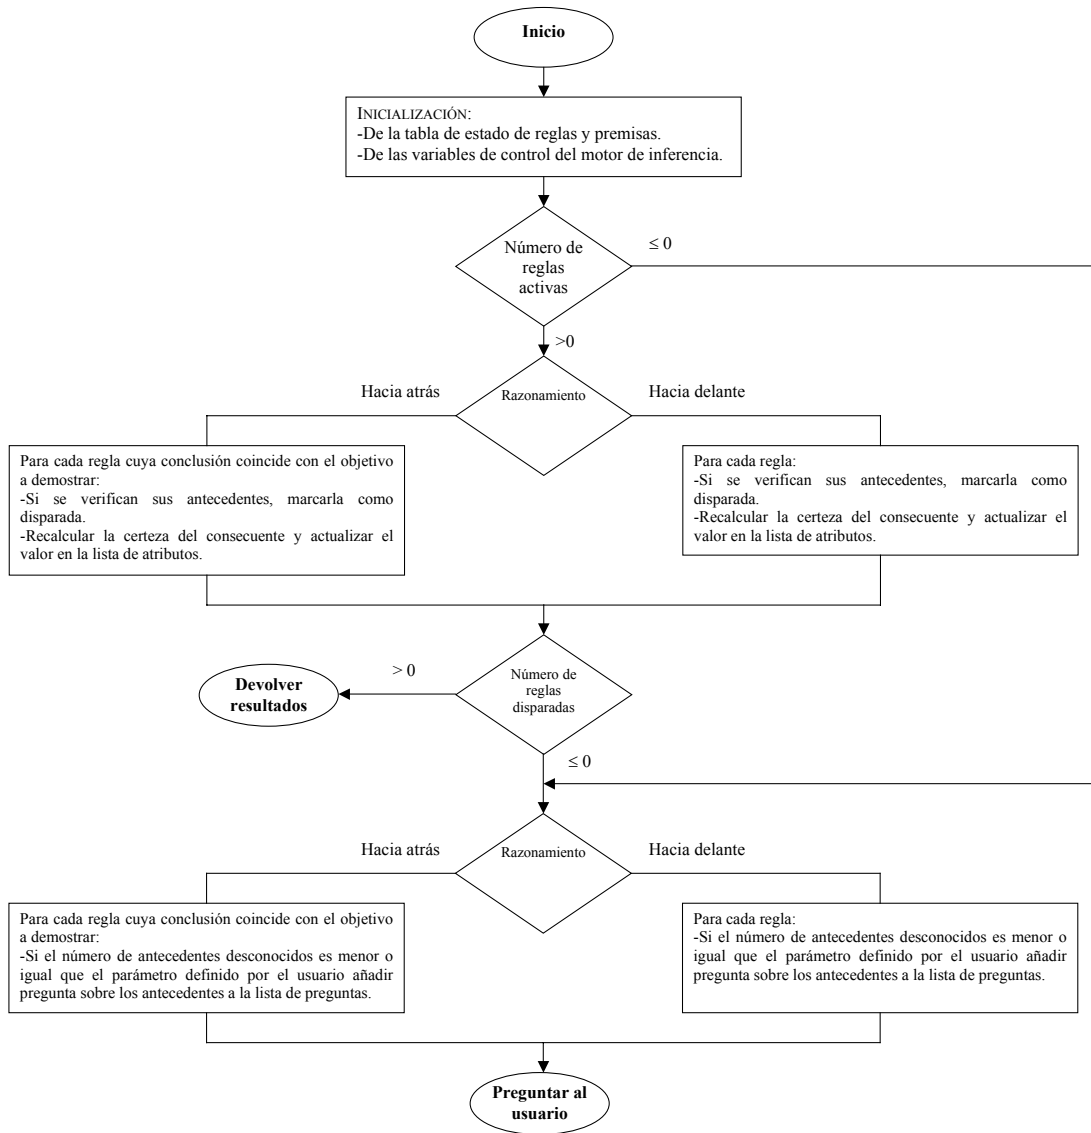 Inicio
INICIALIZACIÓN:
-De la tabla de estado de reglas y premisas.
-De las variables de control del motor de inferencia.
Número de
reglas
activas
≤ 0
>0
Hacia atrás
Razonamiento
Hacia delante
Para cada regla cuya conclusión coincide con el objetivo
a demostrar:
-Si se verifican sus antecedentes, marcarla como
disparada.
-Recalcular la certeza del consecuente y actualizar el
valor en la lista de atributos.
Para cada regla:
-Si se verifican sus antecedentes, marcarla como
disparada.
-Recalcular la certeza del consecuente y actualizar el
valor en la lista de atributos.
Devolver
resultados
> 0
Número de
reglas
disparadas
≤ 0
Hacia atrás
Razonamiento
Hacia delante
Para cada regla cuya conclusión coincide con el objetivo
a demostrar:
-Si el número de antecedentes desconocidos es menor o
igual que el parámetro definido por el usuario añadir
pregunta sobre los antecedentes a la lista de preguntas.
Para cada regla:
-Si el número de antecedentes desconocidos es menor o
igual que el parámetro definido por el usuario añadir
pregunta sobre los antecedentes a la lista de preguntas.
Preguntar al
usuario